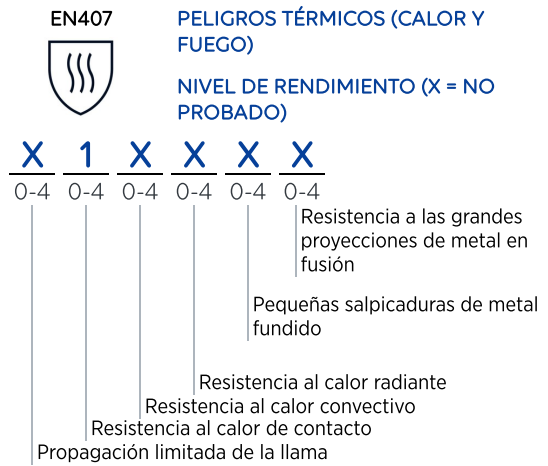 EN407
PELIGROS TÉRMICOS (CALOR Y
FUEGO)
NIVEL DE RENDIMIENTO (X = NO
PROBADO)
X 1 X X X X
0-4 0-4 0-4 0-4 0-4 0-4
Resistencia a las grandes
proyecciones de metal en
fusión
Pequeñas salpicaduras de metal
fundido
Resistencia al calor radiante
Resistencia al calor convectivo
Resistencia al calor de contacto
Propagación limitada de la llama